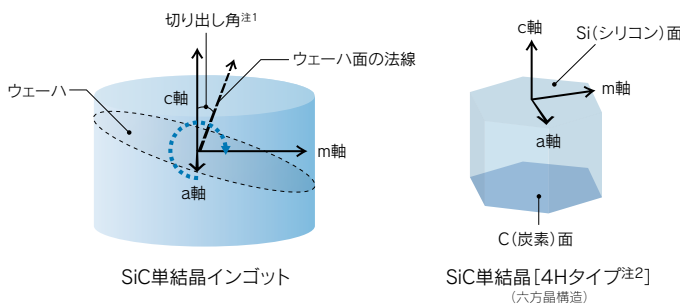 切り出し角注1
ウェーハ面の法線
ウェーハ
c軸
m軸
a軸
SiC単結晶インゴット
c軸
Si(シリコン)面
m軸
a軸
C(炭素)面
SiC単結晶[4Hタイプ注2]
(六方晶構造)